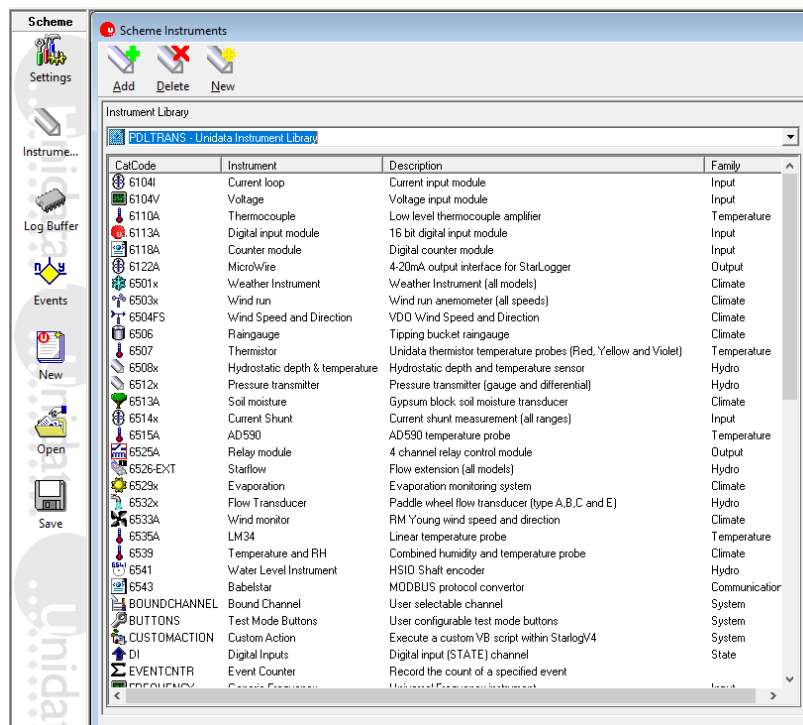 Scheme
Settings
Instrume...
Log Buffer
Events
New
Open
Save
Scheme Instruments
Add Delete New
Instrument Library
PDLTRANS - Unidata Instrument Library
CatCode Instrument Description Family
6104I Current loop Current input module Input
6104V Voltage Voltage input module Input
6110A Thermocouple Low level thermocouple amplifier Temperature
6113A Digital input module 16 bit digital input module Input
6118A Counter module Digital counter module Input
6122A MicroWire 4-20mA output interface for StarLogger Output
6501x Weather Instrument Weather Instrument (all models) Climate
6503x Wind run Wind run anemometer (all speeds) Climate
6504FS Wind Speed and Direction VDO Wind Speed and Direction Climate
6506 Raingauge Tipping bucket raingauge Climate
6507 Thermistor Unidata thermistor temperature probes (Red, Yellow and Violet) Temperature
6508x Hydrostatic depth & temperature Hydrostatic depth and temperature sensor Hydro
6512x Pressure transmitter Pressure transmitter (gauge and differential) Hydro
6513A Soil moisture Gypsum block soil moisture transducer Climate
6514x Current Shunt Current shunt measurement (all ranges) Input
6515A AD590 AD590 temperature probe Temperature
6525A Relay module 4 channel relay control module Output
6526-EXT Starflow Flow extension (all models) Hydro
6529x Evaporation Evaporation monitoring system Climate
6532x Flow Transducer Paddle wheel flow transducer (type A,B,C and E) Hydro
6533A Wind monitor RM Young wind speed and direction Climate
6535A LM34 Linear temperature probe Temperature
6539 Temperature and RH Combined humidity and temperature probe Climate
6541 Water Level Instrument HSIO Shaft encoder Hydro
6543 Babelstar MODBUS protocol convertor Communication
BOUNDCHANNEL Bound Channel User selectable channel System
BUTTONS Test Mode Buttons User configurable test mode buttons System
CUSTOMACTION Custom Action Execute a custom VB script within StarlogV4 System
DI Digital Inputs Digital input (STATE) channel State
EVENTCNTR Event Counter Record the count of a specified event
FREQUENCY Generic Frequency Universal Frequency instrument Input